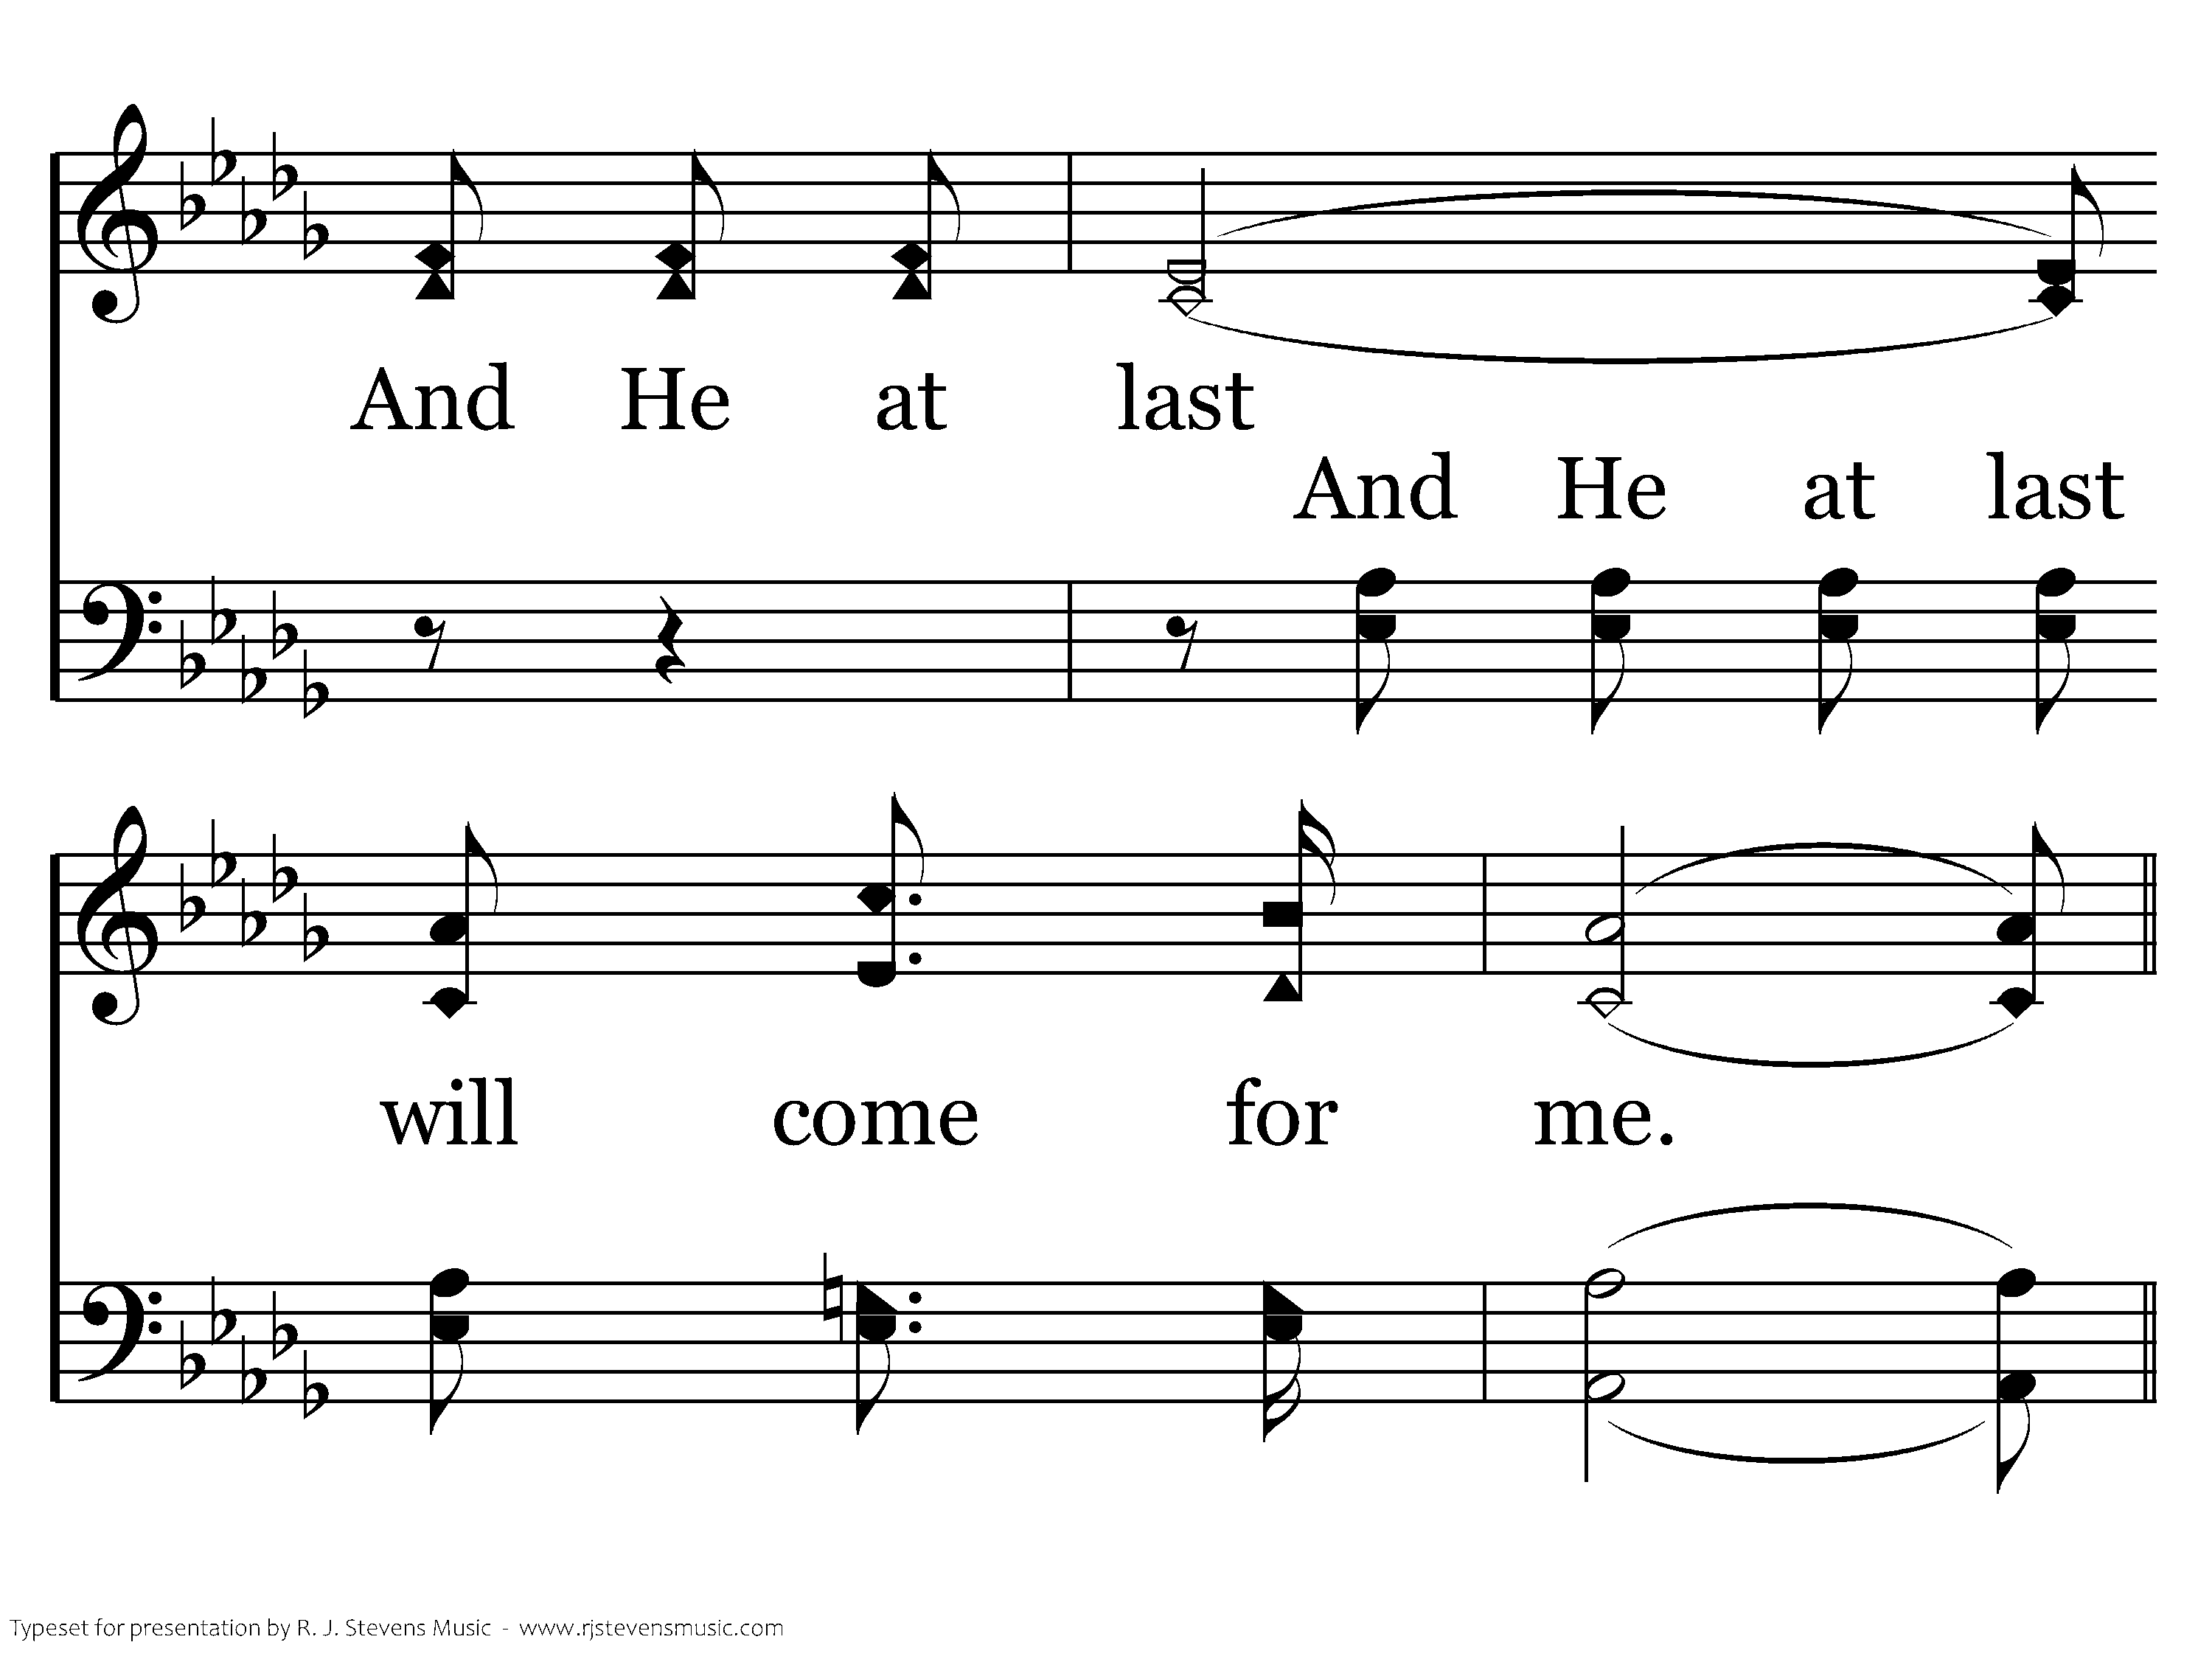 And He at last
And He at last
will come for me.
Typeset for presentation by R. J. Stevens Music - www.rjstevensmusic.com